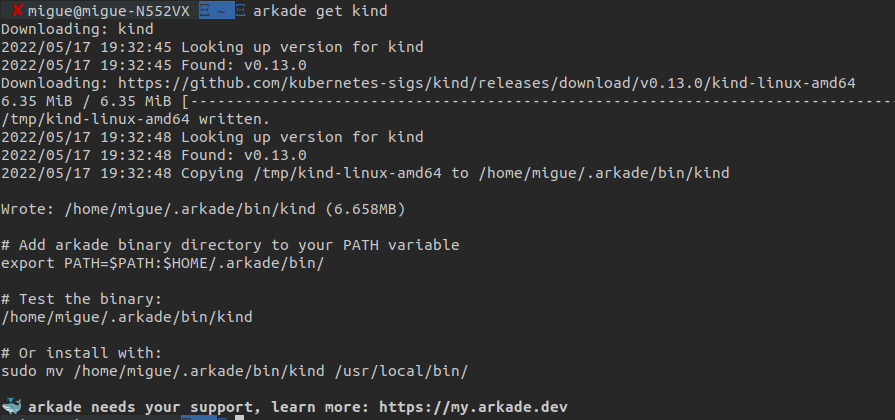 ✘ migue@migue-N552VX Ξ ~ Ξ arkade get kind
Downloading: kind
2022/05/17 19:32:45 Looking up version for kind
2022/05/17 19:32:45 Found: v0.13.0
Downloading: https://github.com/kubernetes-sigs/kind/releases/download/v0.13.0/kind-linux-amd64
6.35 MiB / 6.35 MiB [-------------------------------------------------------------------------------
/tmp/kind-linux-amd64 written.
2022/05/17 19:32:48 Looking up version for kind
2022/05/17 19:32:48 Found: v0.13.0
2022/05/17 19:32:48 Copying /tmp/kind-linux-amd64 to /home/migue/.arkade/bin/kind
Wrote: /home/migue/.arkade/bin/kind (6.658MB)
# Add arkade binary directory to your PATH variable
export PATH=$PATH:$HOME/.arkade/bin/
# Test the binary:
/home/migue/.arkade/bin/kind
# Or install with:
sudo mv /home/migue/.arkade/bin/kind /usr/local/bin/
🐳 arkade needs your support, learn more: https://my.arkade.dev